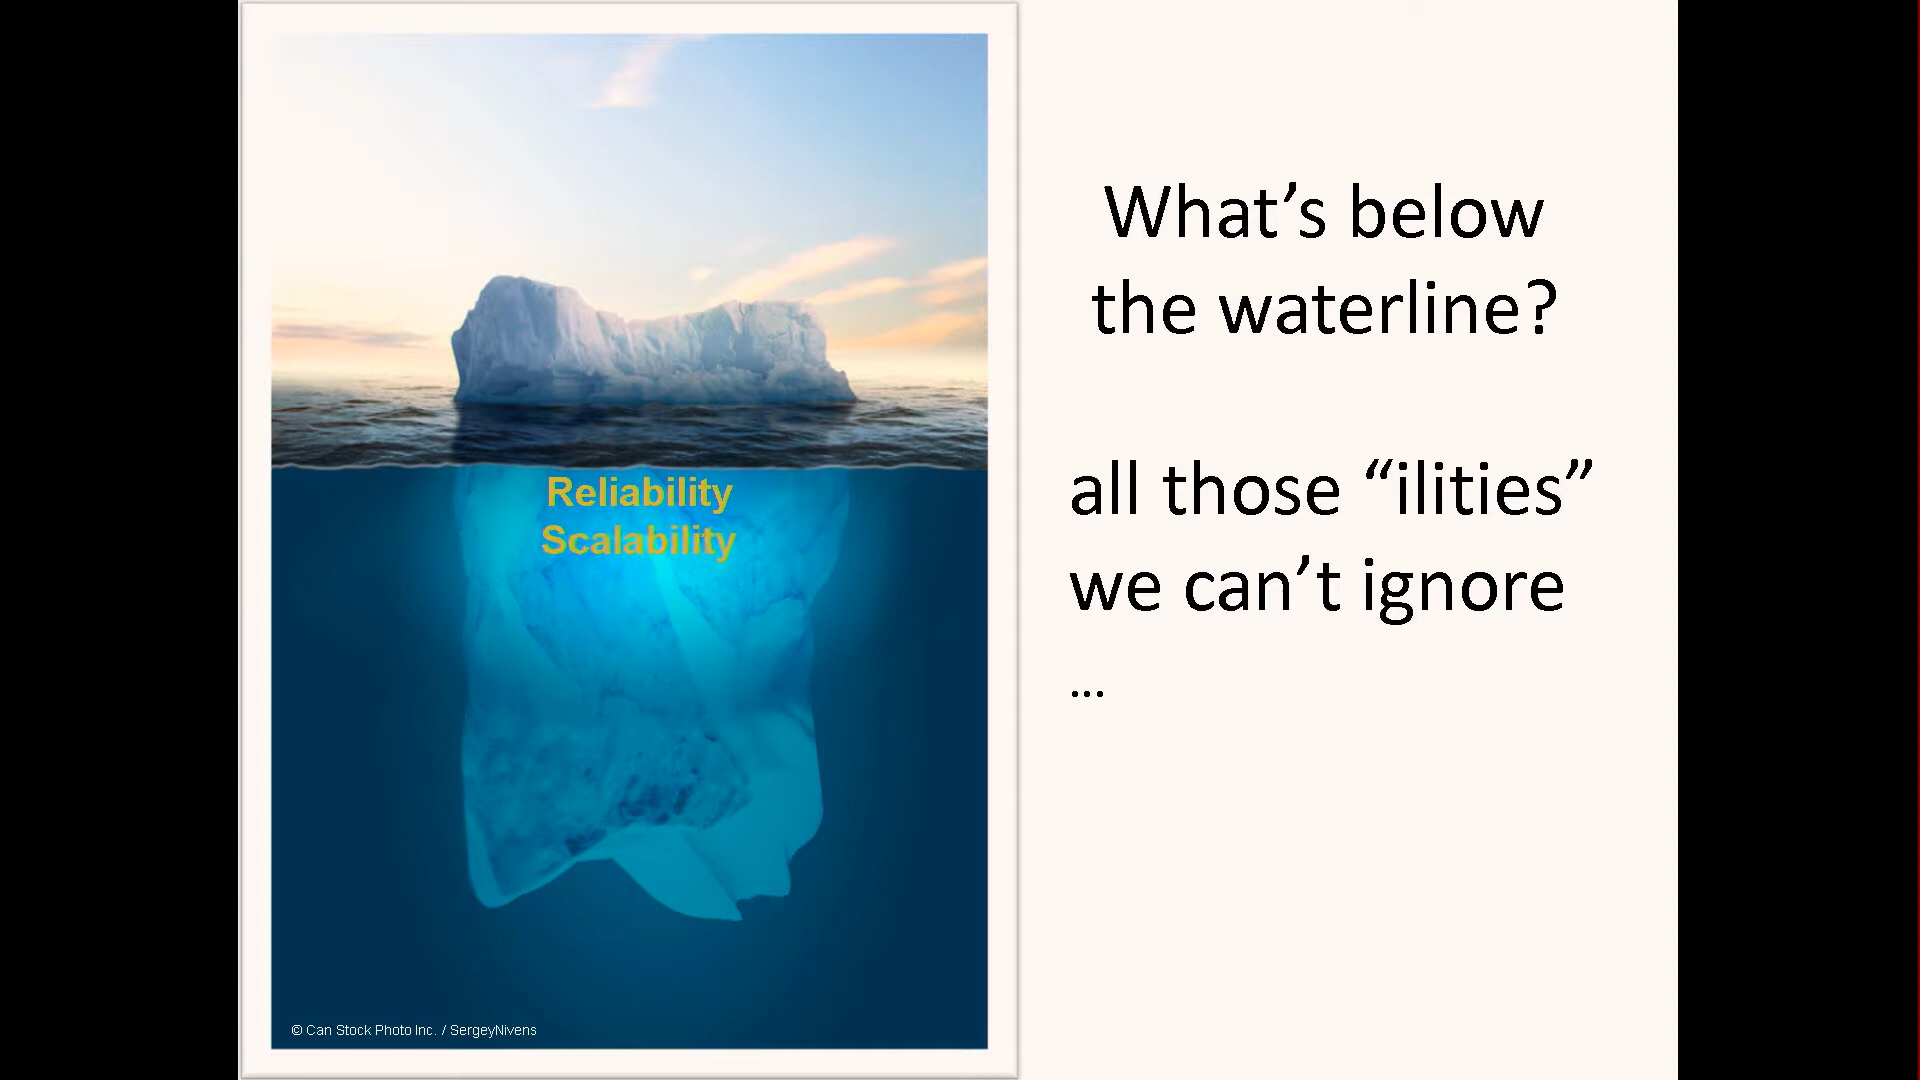 What’s below
the waterline?
all those “ilities”
we can’t ignore
...
Reliability
Scalability
© Can Stock Photo Inc. / SergeyNivens